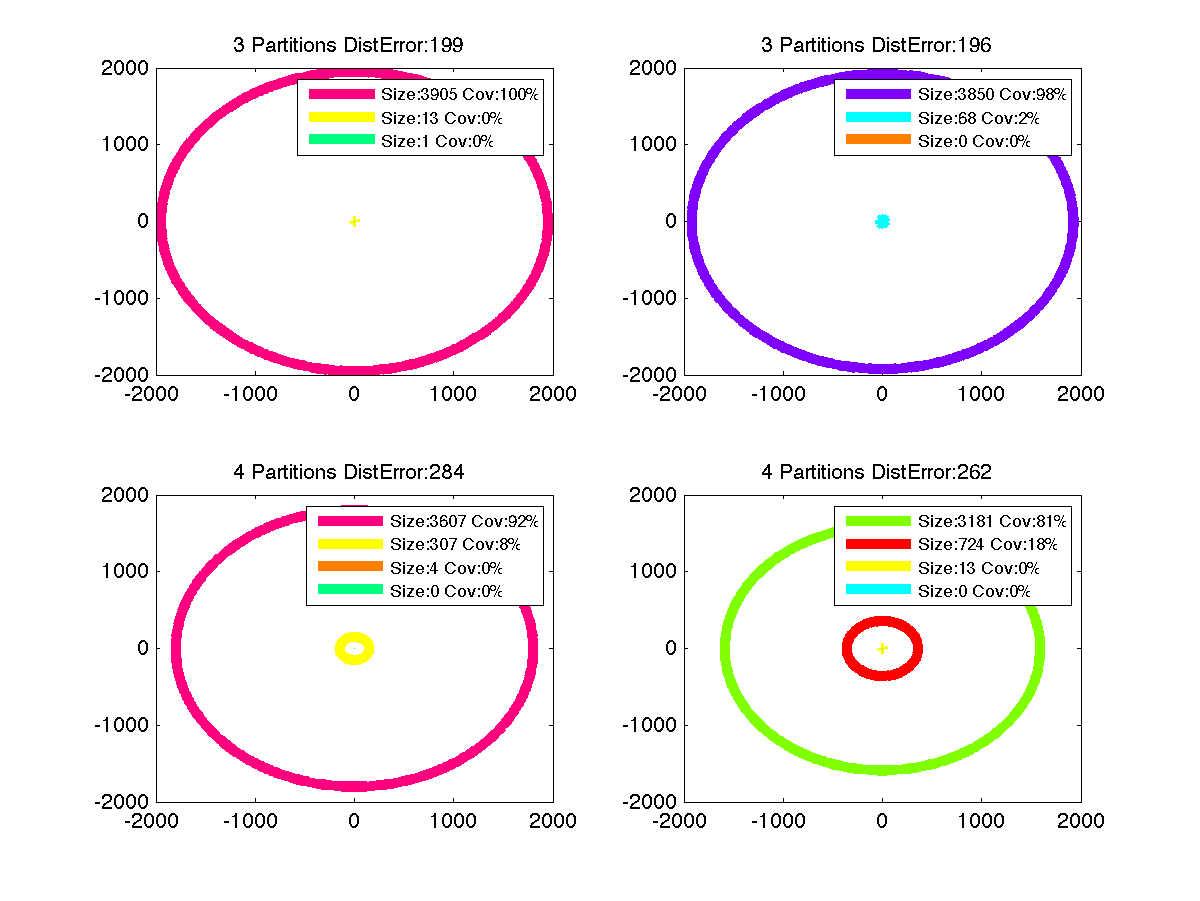 3 Partitions DistError:199
2000
1000
0
-1000
-2000
-2000 -1000 0 1000 2000
Size:3905 Cov:100%
Size:13 Cov:0%
Size:1 Cov:0%
3 Partitions DistError:196
2000
1000
0
-1000
-2000
-2000 -1000 0 1000 2000
Size:3850 Cov:98%
Size:68 Cov:2%
Size:0 Cov:0%
4 Partitions DistError:284
2000
1000
0
-1000
-2000
-2000 -1000 0 1000 2000
Size:3607 Cov:92%
Size:307 Cov:8%
Size:4 Cov:0%
Size:0 Cov:0%
4 Partitions DistError:262
2000
1000
0
-1000
-2000
-2000 -1000 0 1000 2000
Size:3181 Cov:81%
Size:724 Cov:18%
Size:13 Cov:0%
Size:0 Cov:0%